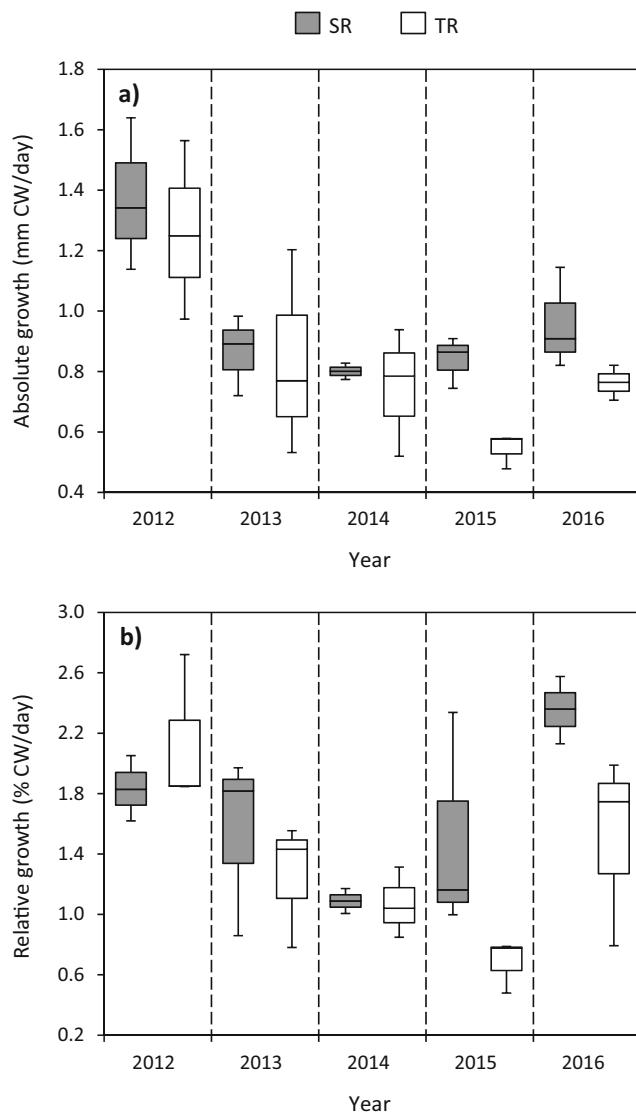 SR TR
a)
Absolute growth (mm CW/day)
1.8
1.6
1.4
1.2
1.0
0.8
0.6
0.4
2012 2013 2014 2015 2016
Year
b)
Relative growth (% CW/day)
3.0
2.6
2.2
1.8
1.4
1.0
0.6
0.2
2012 2013 2014 2015 2016
Year